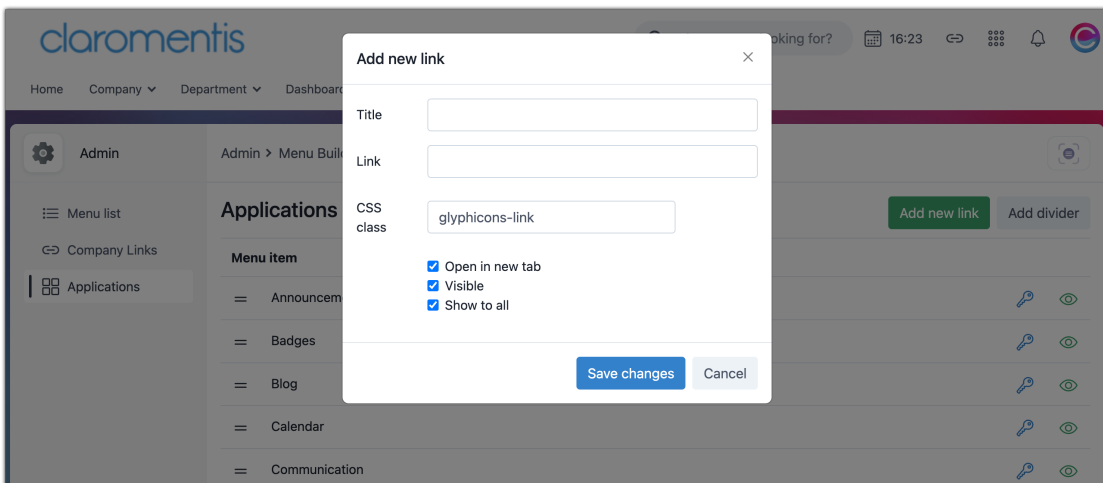 claromentis
oking for?
16:23
Home
Company
Department
Dashboar
Add new link
Title
Link
CSS
class
glyphicons-link
Open in new tab
Visible
Show to all
Save changes
Cancel
Admin
Admin > Menu Buil
Menu list
Company Links
Applications
Applications
Add new link
Add divider
Menu item
Announcem
Badges
Blog
Calendar
Communication